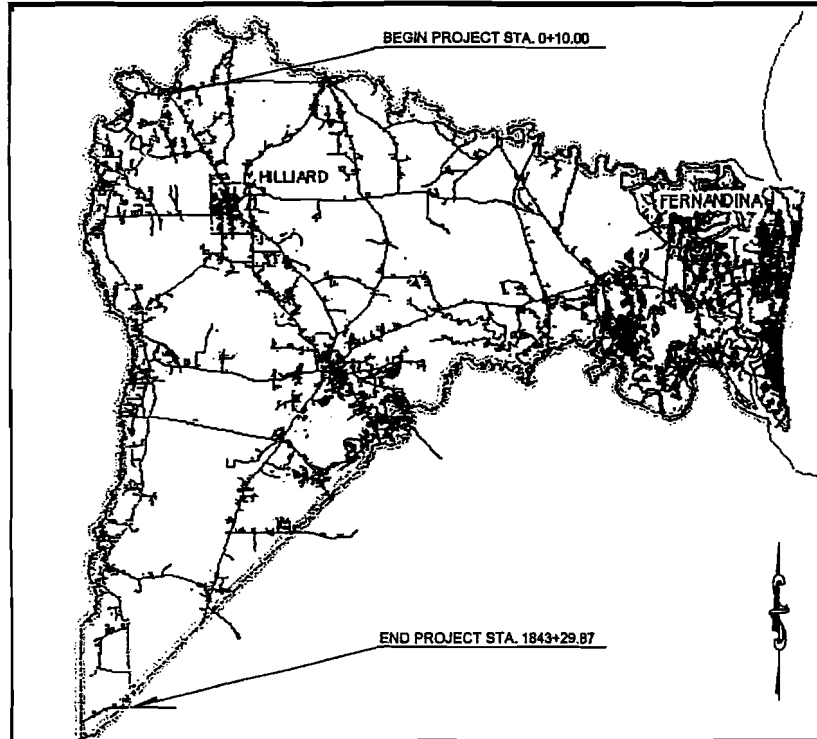 BEGIN PROJECT STA. 0+10.00
HILLIARD
FERNANDINA
END PROJECT STA. 1843+29.87